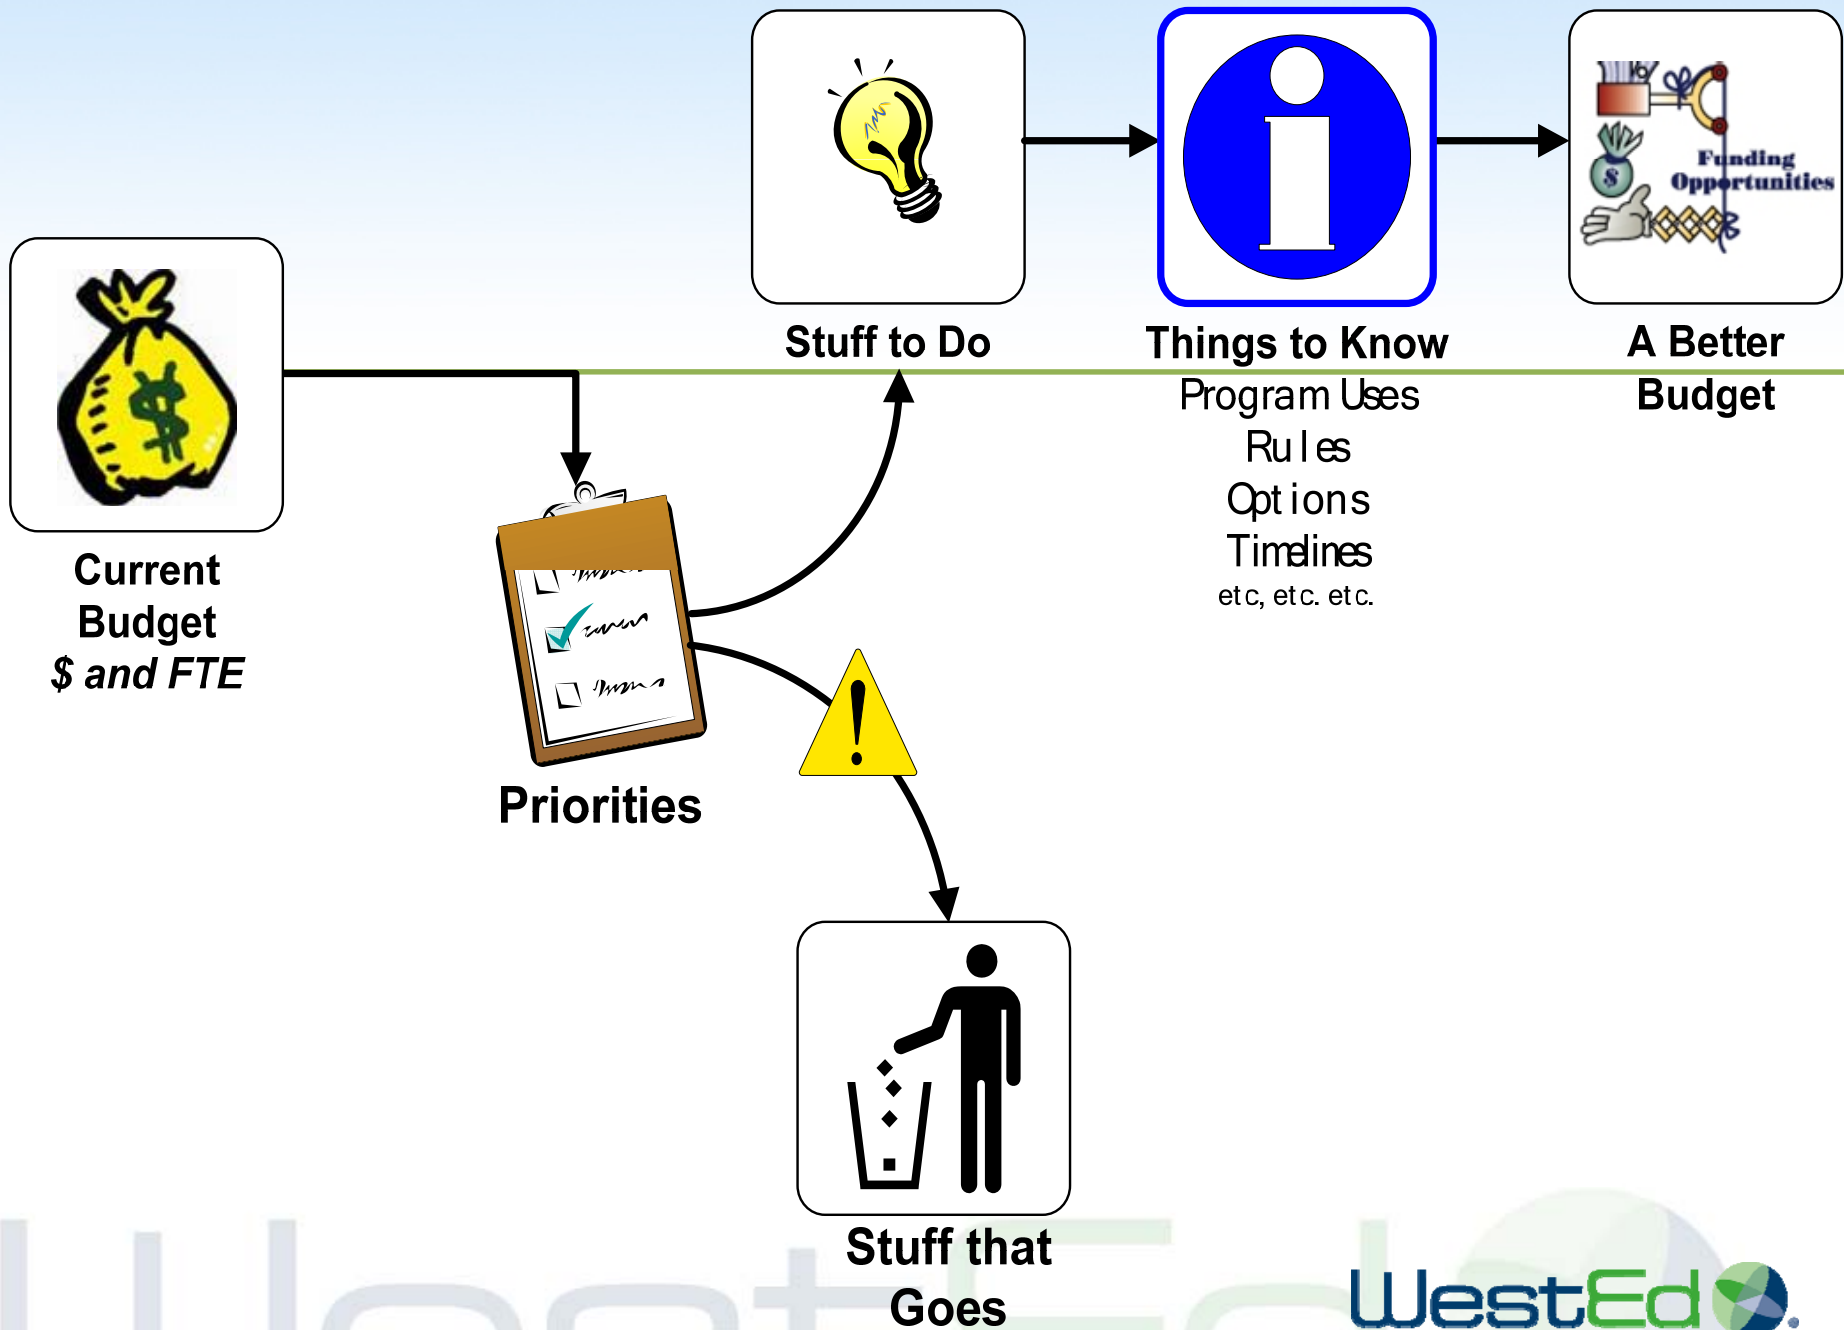 Funding
Opportunities
Stuff to Do
Things to Know
Program Uses
Rules
Options
Timelines
etc, etc. etc.
A Better
Budget
Current
Budget
$ and FTE
Priorities
Stuff that
Goes
WestEd